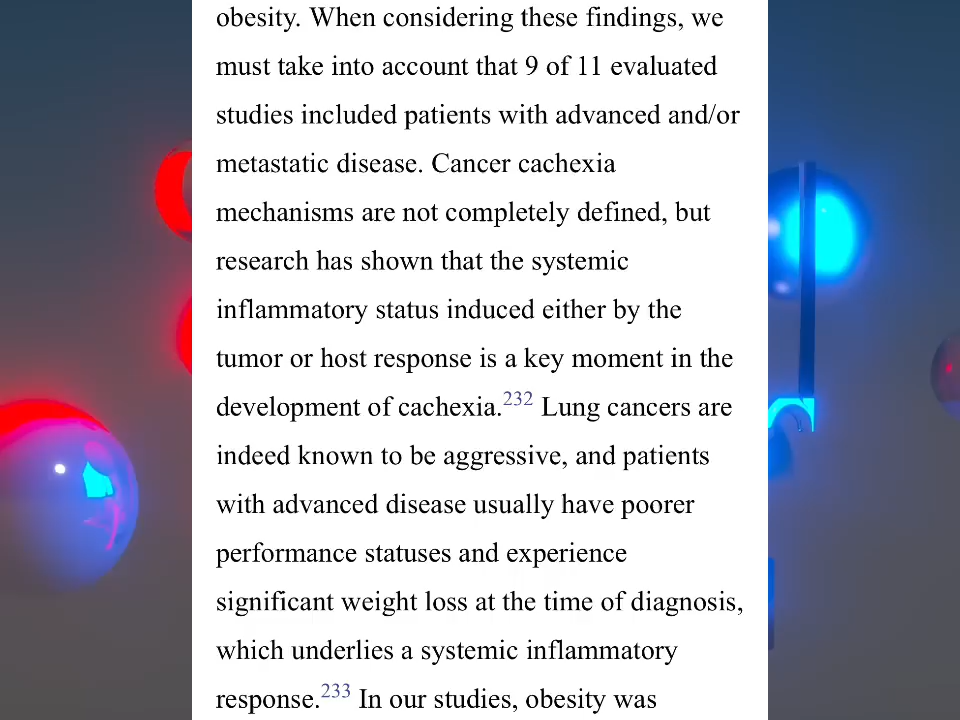 obesity. When considering these findings, we
must take into account that 9 of 11 evaluated
studies included patients with advanced and/or
metastatic disease. Cancer cachexia
mechanisms are not completely defined, but
research has shown that the systemic
inflammatory status induced either by the
tumor or host response is a key moment in the
development of cachexia.232 Lung cancers are
indeed known to be aggressive, and patients
with advanced disease usually have poorer
performance statuses and experience
significant weight loss at the time of diagnosis,
which underlies a systemic inflammatory
response.233 In our studies, obesity was